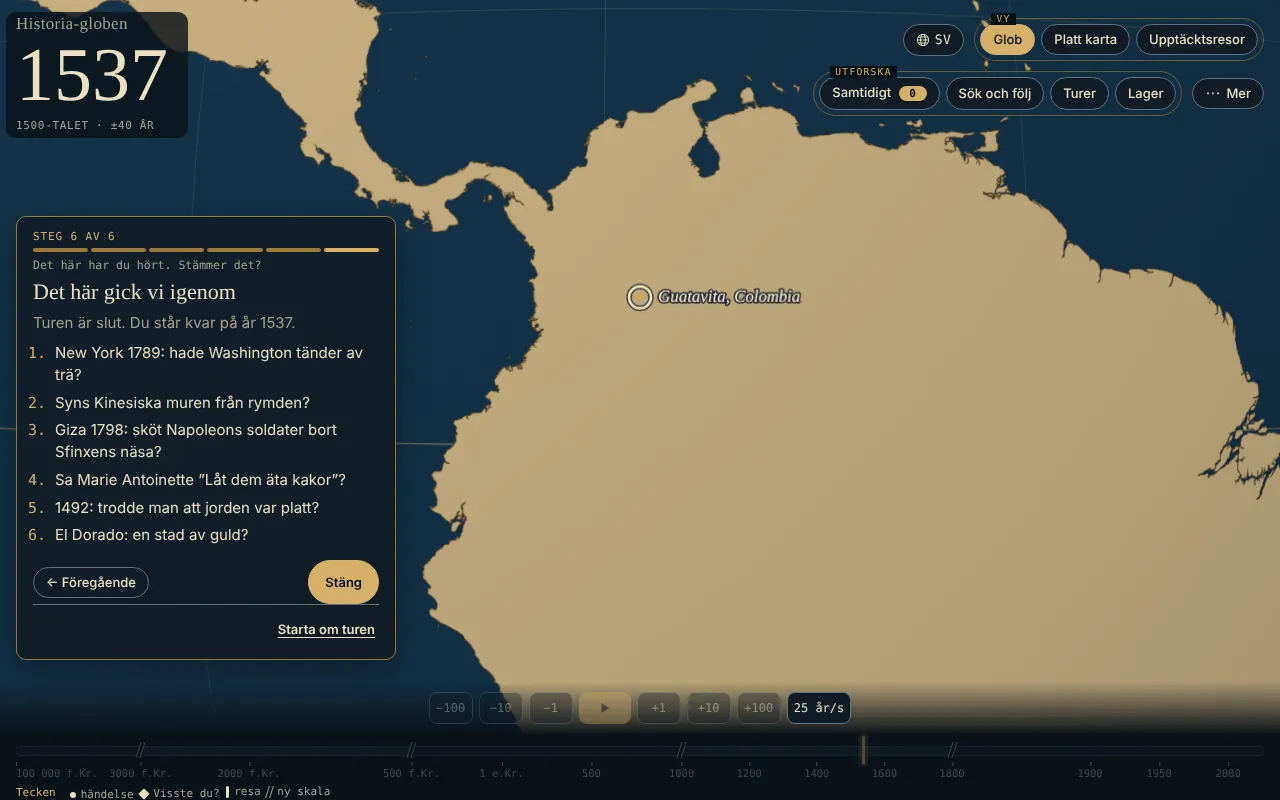 Historia-globen
1537
1500-TALET · ±40 ÅR
SV
VY
Glob
Platt karta
Upptäcktsresor
UTFORSKA
Samtidigt 0
Sök och följ
Turer
Lager
··· Mer
STEG 6 AV 6
Det här har du hört. Stämmer det?
Det här gick vi igenom
Turen är slut. Du står kvar på år 1537.
1. New York 1789: hade Washington tänder av
trä?
2. Syns Kinesiska muren från rymden?
3. Giza 1798: sköt Napoleons soldater bort
Sfinxens näsa?
4. Sa Marie Antoinette ”Låt dem äta kakor”?
5. 1492: trodde man att jorden var platt?
6. El Dorado: en stad av guld?
← Föregående
Stäng
Starta om turen
Guatavita, Colombia
−100
−10
−1
+1
+10
+100
25 år/s
100 000 f.Kr.
3000 f.Kr.
2000 f.Kr.
500 f.Kr.
1 e.Kr.
500
1000
1200
1400
1600
1800
1900
1950
2000
Tecken
händelse
Visste du?
resa
// ny skala